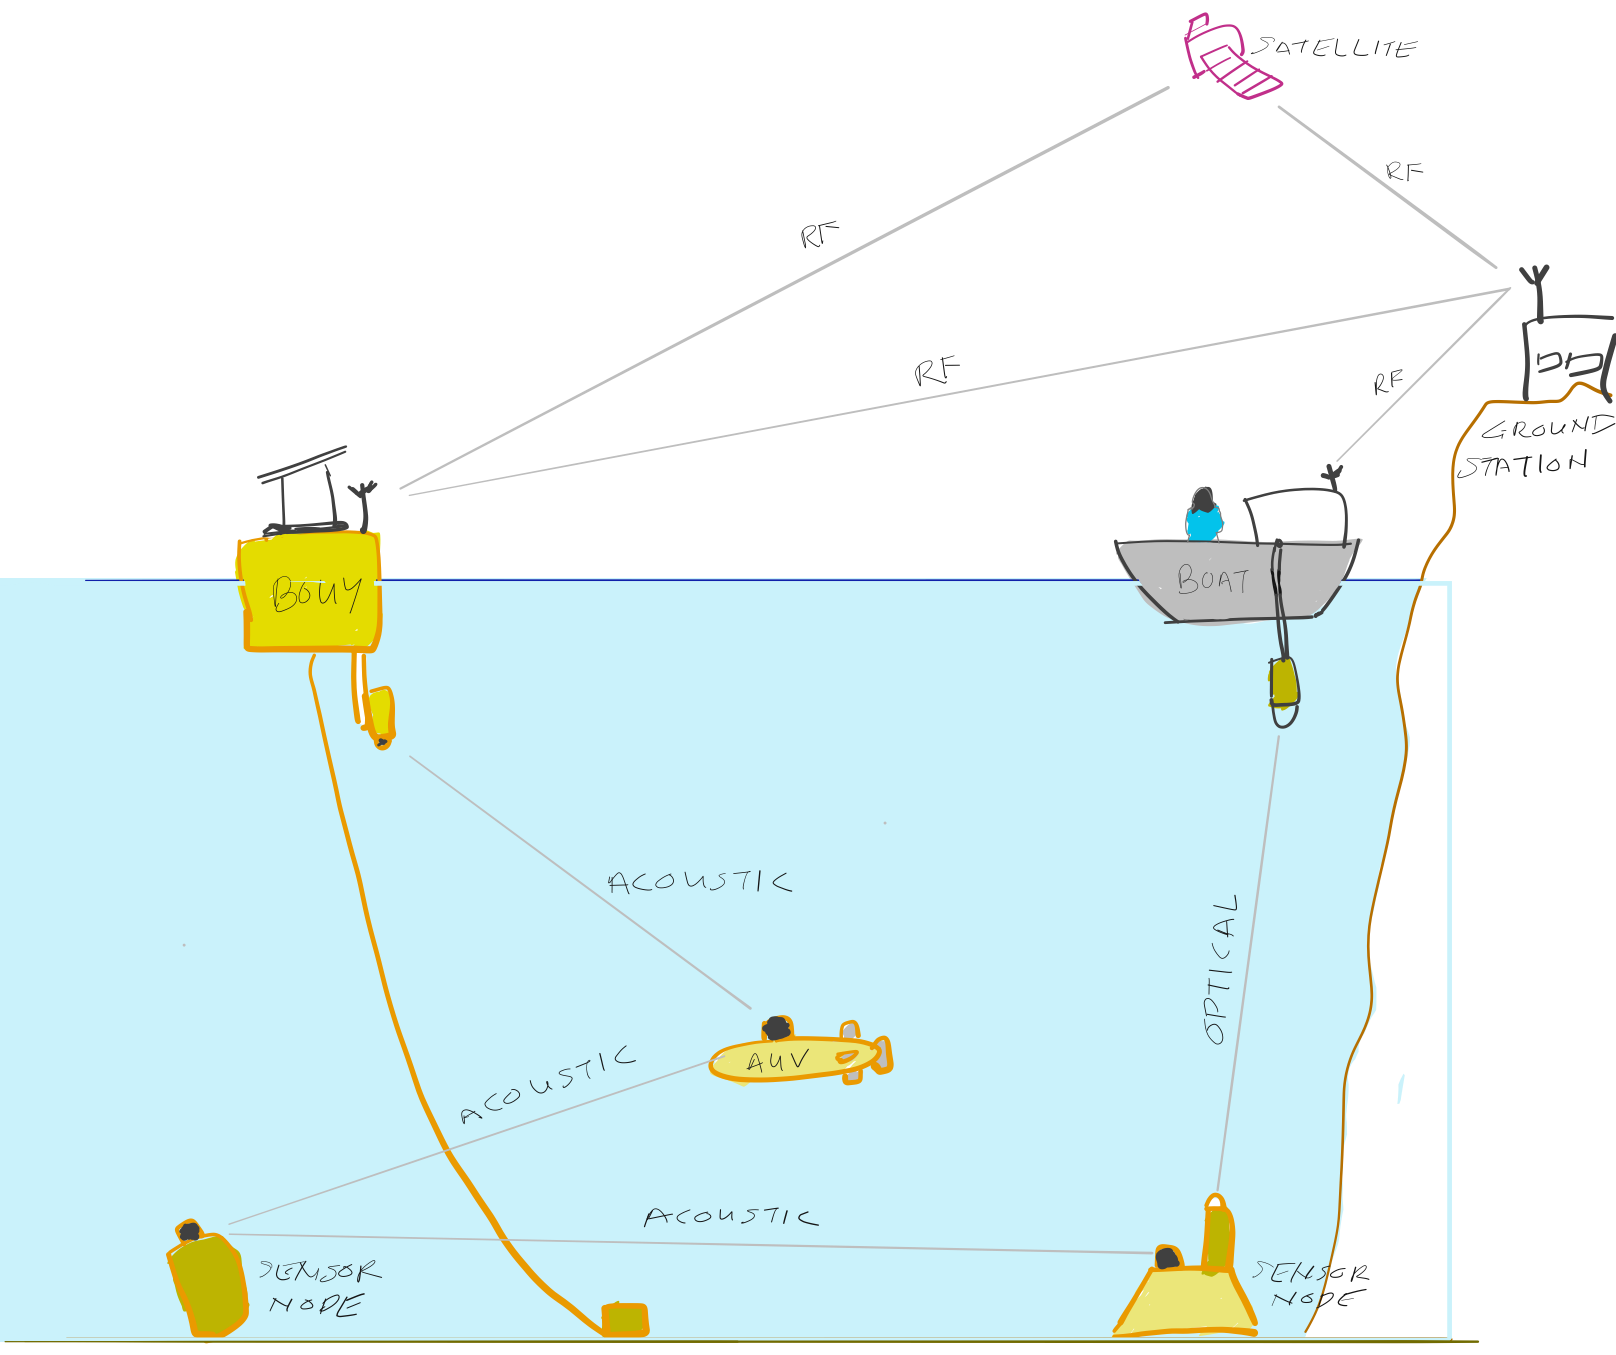 SATELLITE
RF
RF
RF
RF
GROUND
STATION
BOUY
BOAT
ACOUSTIC
OPTICAL
AUV
ACOUSTIC
ACOUSTIC
SENSOR
NODE
SENSOR
NODE